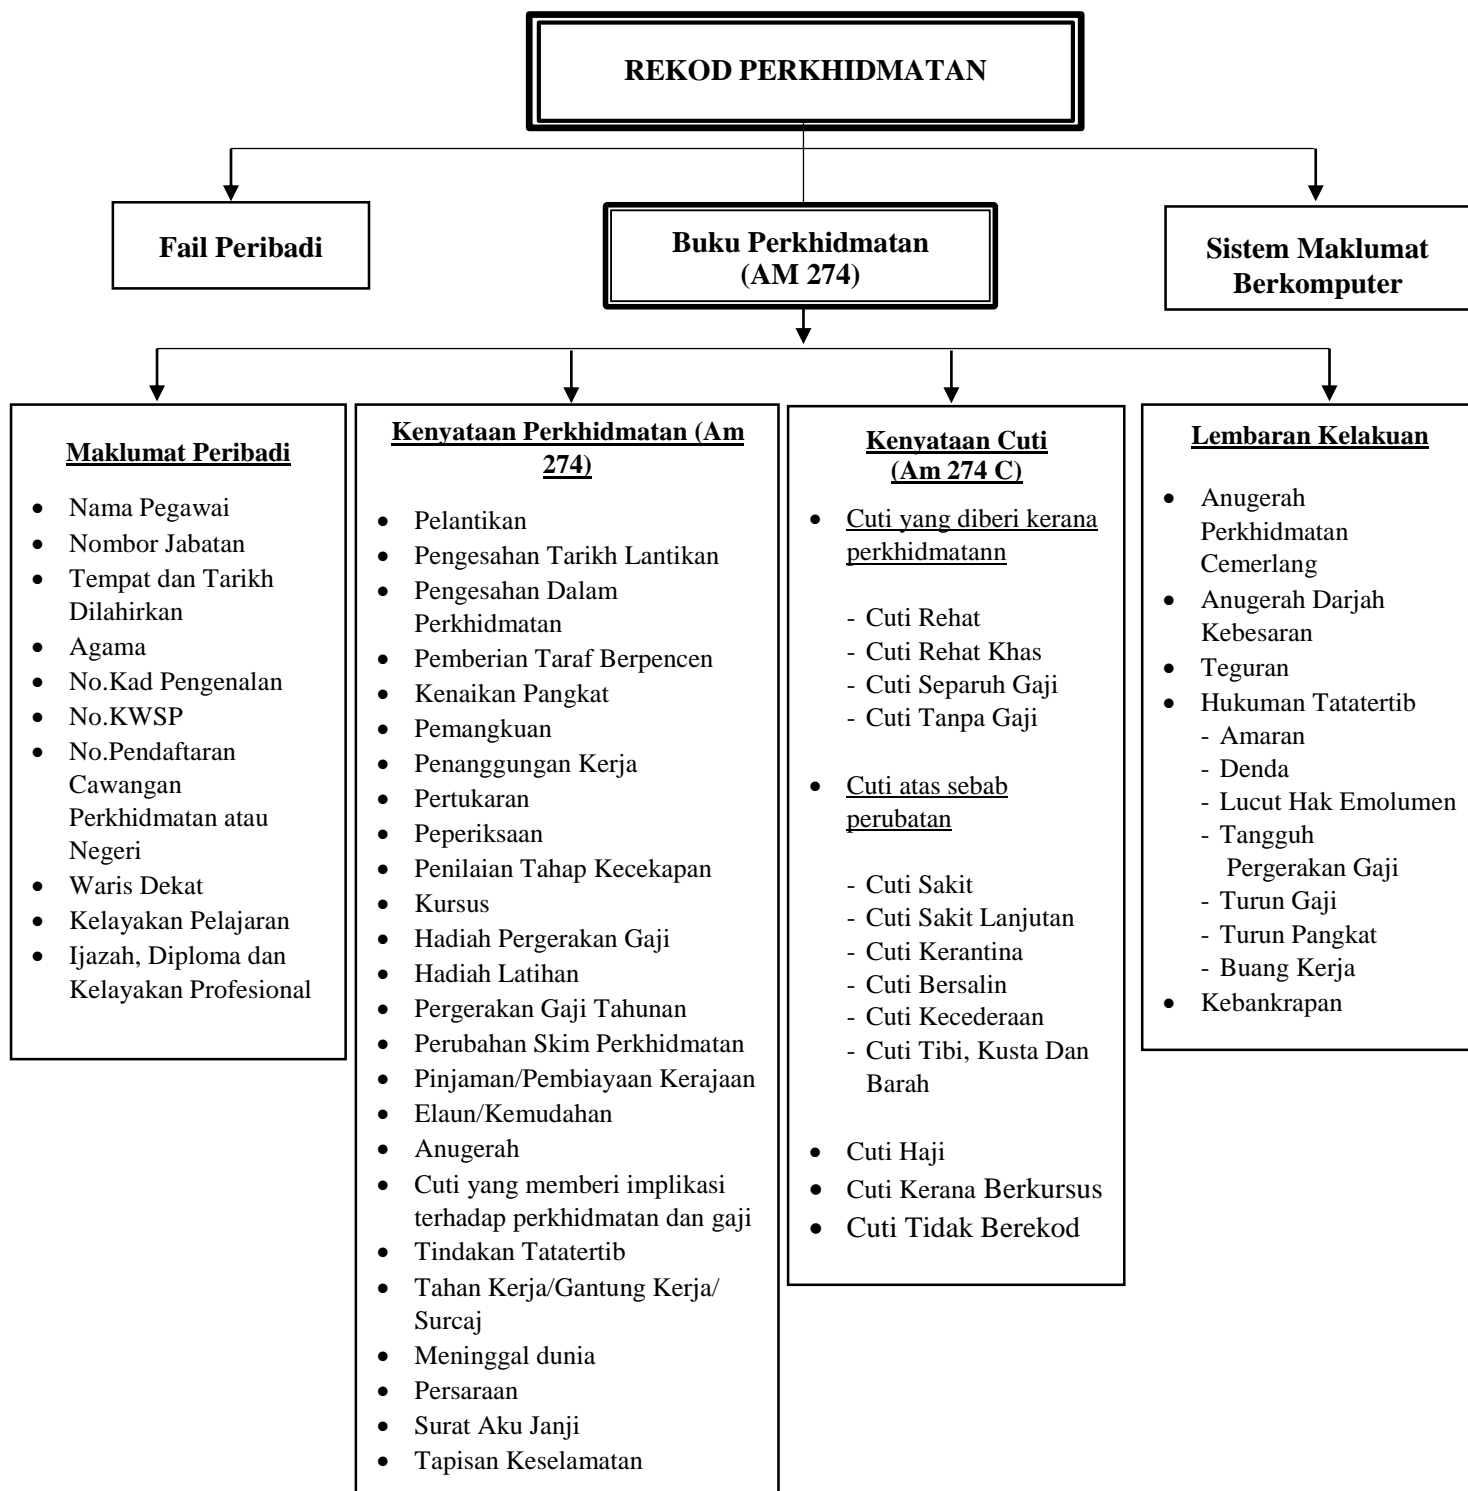 REKOD PERKHIDMATAN
Fail Peribadi
Buku Perkhidmatan
(AM 274)
Sistem Maklumat
Berkomputer
Maklumat Peribadi
• Nama Pegawai
• Nombor Jabatan
• Tempat dan Tarikh
Dilahirkan
• Agama
• No.Kad Pengenalan
• No.KWSP
• No.Pendaftaran
Cawangan
Perkhidmatan atau
Negeri
• Waris Dekat
• Kelayakan Pelajaran
• Ijazah, Diploma dan
Kelayakan Profesional
Kenyataan Perkhidmatan (Am
274)
• Pelantikan
• Pengesahan Tarikh Lantikan
• Pengesahan Dalam
Perkhidmatan
• Pemberian Taraf Berpencen
• Kenaikan Pangkat
• Pemangkuan
• Penanggungan Kerja
• Pertukaran
• Peperiksaan
• Penilaian Tahap Kecekapan
• Kursus
• Hadiah Pergerakan Gaji
• Hadiah Latihan
• Pergerakan Gaji Tahunan
• Perubahan Skim Perkhidmatan
• Pinjaman/Pembiayaan Kerajaan
• Elaun/Kemudahan
• Anugerah
• Cuti yang memberi implikasi
terhadap perkhidmatan dan gaji
• Tindakan Tatatertib
• Tahan Kerja/Gantung Kerja/
Surcaj
• Meninggal dunia
• Persaraan
• Surat Aku Janji
• Tapisan Keselamatan
Kenyataan Cuti
(Am 274 C)
• Cuti yang diberi kerana
perkhidmatann
- Cuti Rehat
- Cuti Rehat Khas
- Cuti Separuh Gaji
- Cuti Tanpa Gaji
• Cuti atas sebab
perubatan
- Cuti Sakit
- Cuti Sakit Lanjutan
- Cuti Kerantina
- Cuti Bersalin
- Cuti Kecederaan
- Cuti Tibi, Kusta Dan
Barah
• Cuti Haji
• Cuti Kerana Berkursus
• Cuti Tidak Berekod
Lembaran Kelakuan
• Anugerah
Perkhidmatan
Cemerlang
• Anugerah Darjah
Kebesaran
• Teguran
• Hukuman Tatatertib
- Amaran
- Denda
- Lucut Hak Emolumen
- Tangguh
Pergerakan Gaji
- Turun Gaji
- Turun Pangkat
- Buang Kerja
• Kebankrapan